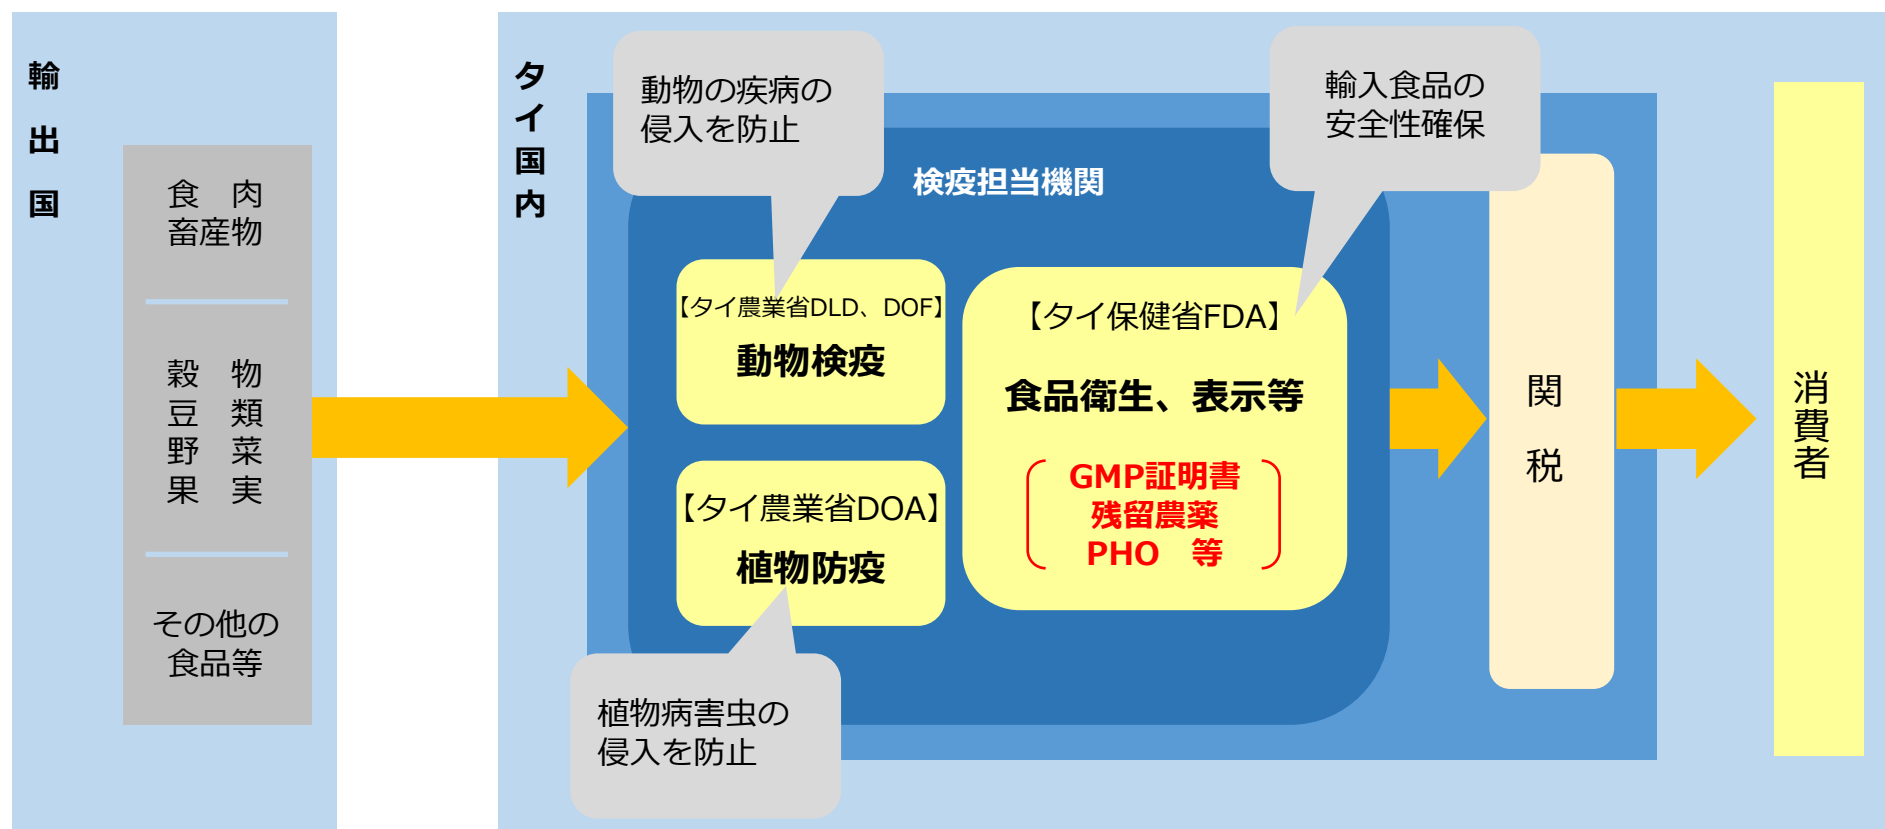 輸出国
食　肉
畜産物
穀　物
豆　類
野　菜
果　実
その他の
食品等
タイ国内
動物の疾病の
侵入を防止
検疫担当機関
輸入食品の
安全性確保
【タイ農業省DLD、DOF】
動物検疫
【タイ農業省DOA】
植物防疫
植物病害虫の
侵入を防止
【タイ保健省FDA】
食品衛生、表示等
GMP証明書
残留農薬
PHO　等
関税
消費者